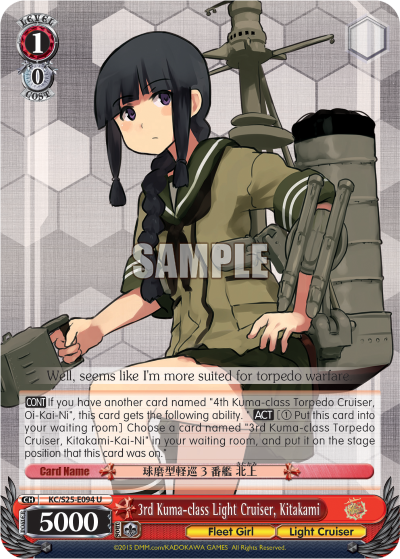 LEVEL
1
0
COST
SAMPLE
Well, seems like I'm more suited for torpedo warfare.
CONT If you have another card named "4th Kuma-class Torpedo Cruiser,
Oi-Kai-Ni", this card gets the following ability. ACT [① Put this card into
your waiting room] Choose a card named "3rd Kuma-class Torpedo
Cruiser, Kitakami-Kai-Ni" in your waiting room, and put it on the stage
position that this card was on."
Card Name 球磨型軽巡 3 番艦 北上
CH KC/S25-E094 U
3rd Kuma-class Light Cruiser, Kitakami
POWER 5000 SOUL
Fleet Girl Light Cruiser
©2015 DMM.com/KADOKAWA GAMES All Rights Reserved.